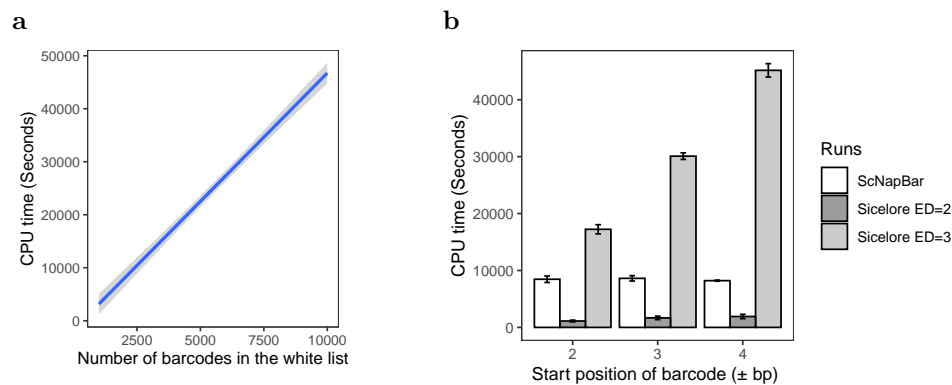 a
CPU time (Seconds)
50000
40000
30000
20000
10000
0
2500
5000
7500
10000
Number of barcodes in the white list
b
CPU time (Seconds)
40000
30000
20000
10000
0
2
3
4
Start position of barcode (± bp)
Runs
ScNapBar
Sicelore ED=2
Sicelore ED=3